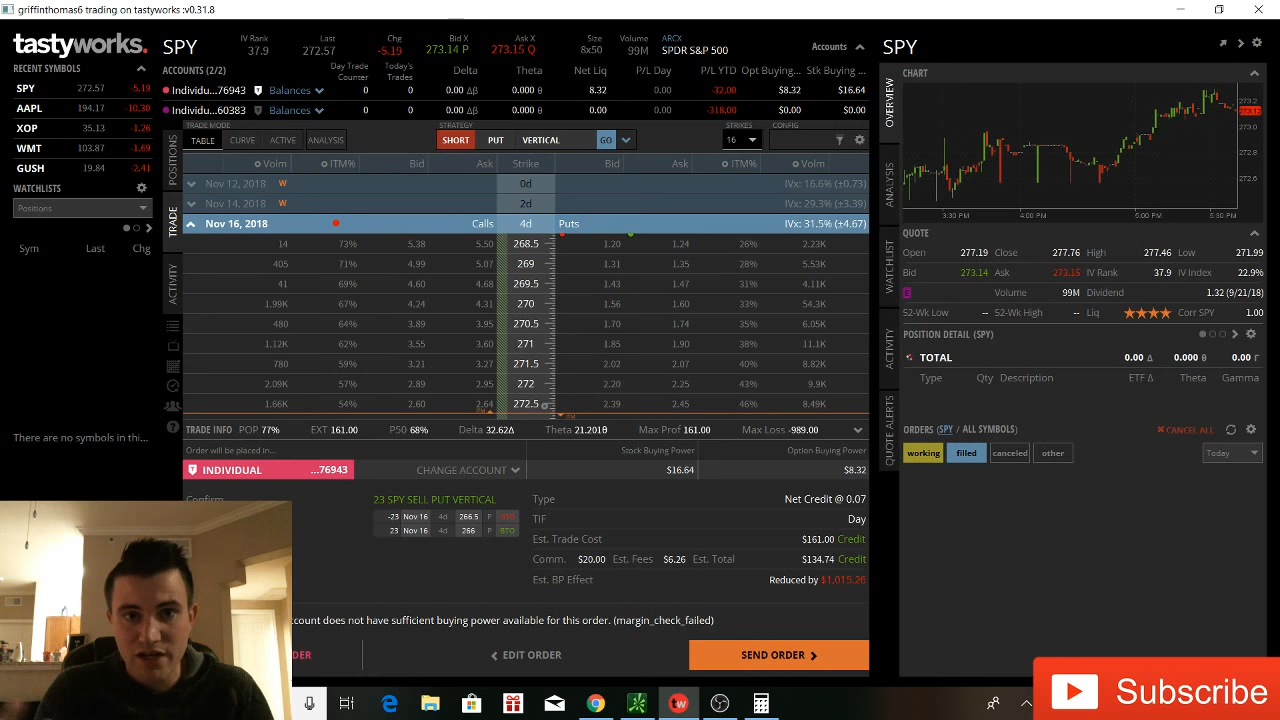 griffinthomas6 trading on tastyworks :v0.31.8
tastyworks.
RECENT SYMBOLS
SPY 272.57 -5.19
AAPL 194.17 -10.30
XOP 35.13 -1.26
WMT 103.87 -1.69
GUSH 19.84 -2.41
WATCHLISTS
Positions
Sym Last Chg
There are no symbols in thi...
SPY
IV Rank Last Chg Bid X Ask X Size Volume ARCX
37.9 272.57 -5.19 273.14 P 273.15 Q 8x50 99M SPDR S&P 500
Accounts
ACCOUNTS (2/2) Day Trade Counter Today's Trades Delta Theta Net Liq P/L Day P/L YTD Opt Buying... Stk Buying ...
Individu...76943 Balances 0 0 0.00 Δβ 0.000 θ 8.32 0.00 -32.00 $8.32 $16.64
Individu...60383 Balances 0 0 0.00 Δβ 0.000 θ 0.00 0.00 -318.00 $0.00 $0.00
TRADE MODE STRATEGY STRIKES CONFIG
TABLE CURVE ACTIVE ANALYSIS SHORT PUT VERTICAL GO 16
POSITIONS
TRADE
ACTIVITY
Volm ITM% Bid Ask Strike Bid Ask ITM% Volm
Nov 12, 2018 W 0d IVx: 16.6% (±0.73)
Nov 14, 2018 W 2d IVx: 29.3% (±3.39)
Nov 16, 2018 Calls 4d Puts IVx: 31.5% (±4.67)
14 73% 5.38 5.50 268.5 1.20 1.24 26% 2.23K
405 71% 4.99 5.07 269 1.31 1.35 28% 5.53K
41 69% 4.60 4.68 269.5 1.43 1.47 31% 4.11K
1.99K 67% 4.24 4.31 270 1.56 1.60 33% 54.3K
480 64% 3.89 3.95 270.5 1.70 1.74 35% 6.05K
1.12K 62% 3.55 3.60 271 1.85 1.90 38% 11.1K
780 59% 3.21 3.27 271.5 2.02 2.07 40% 8.82K
2.09K 57% 2.89 2.95 272 2.20 2.25 43% 9.9K
1.66K 54% 2.60 2.64 272.5 2.39 2.45 46% 8.49K
TRADE INFO POP 77% EXT 161.00 P50 68% Delta 32.62Δ Theta 21.201θ Max Prof 161.00 Max Loss -989.00
Order will be placed in... Stock Buying Power Option Buying Power
INDIVIDUAL ...76943 CHANGE ACCOUNT $16.64 $8.32
Confirm 23 SPY SELL PUT VERTICAL
-23 Nov 16 4d 266.5 P STO
23 Nov 16 4d 266 P BTO
Type Net Credit @ 0.07
TIF Day
Est. Trade Cost $161.00 Credit
Comm. $20.00 Est. Fees $6.26 Est. Total $134.74 Credit
Est. BP Effect Reduced by $1,015.26
count does not have sufficient buying power available for this order. (margin_check_failed)
DER EDIT ORDER SEND ORDER
SPY
OVERVIEW
ANALYSIS
WATCHLIST
ACTIVITY
QUOTE ALERTS
CHART
273.2
273.12
273.0
272.8
272.6
3:30 PM 4:00 PM 5:00 PM 5:30 PM
QUOTE
Open 277.19 Close 277.76 High 277.46 Low 271.99
Bid 273.14 Ask 273.15 IV Rank 37.9 IV Index 22.9%
E Volume 99M Dividend 1.32 (9/21/18)
52-Wk Low -- 52-Wk High -- Liq ★★★★ Corr SPY 1.00
POSITION DETAIL (SPY)
TOTAL 0.00 Δ 0.000 θ 0.00 Γ
Type Qty Description ETF Δ Theta Gamma
ORDERS (SPY / ALL SYMBOLS) CANCEL ALL
working filled canceled other Today
Subscribe